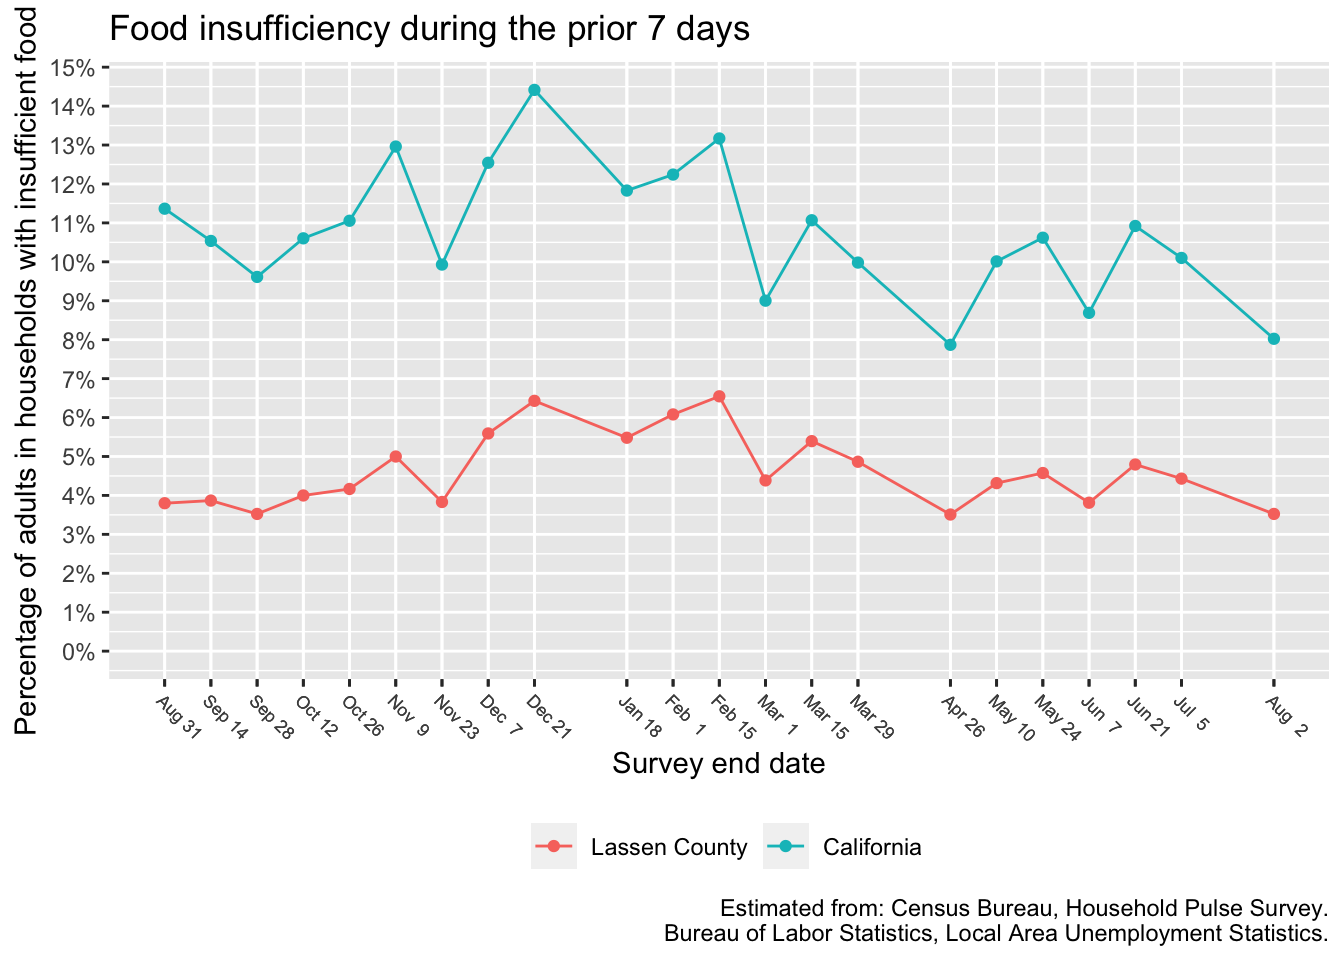 Food insufficiency during the prior 7 days
Percentage of adults in households with insufficient food
15%
14%
13%
12%
11%
10%
9%
8%
7%
6%
5%
4%
3%
2%
1%
0%
Aug 31
Sep 14
Sep 28
Oct 12
Oct 26
Nov 9
Nov 23
Dec 7
Dec 21
Jan 18
Feb 1
Feb 15
Mar 1
Mar 15
Mar 29
Apr 26
May 10
May 24
Jun 7
Jun 21
Jul 5
Aug 2
Survey end date
Lassen County
California
Estimated from: Census Bureau, Household Pulse Survey.
Bureau of Labor Statistics, Local Area Unemployment Statistics.